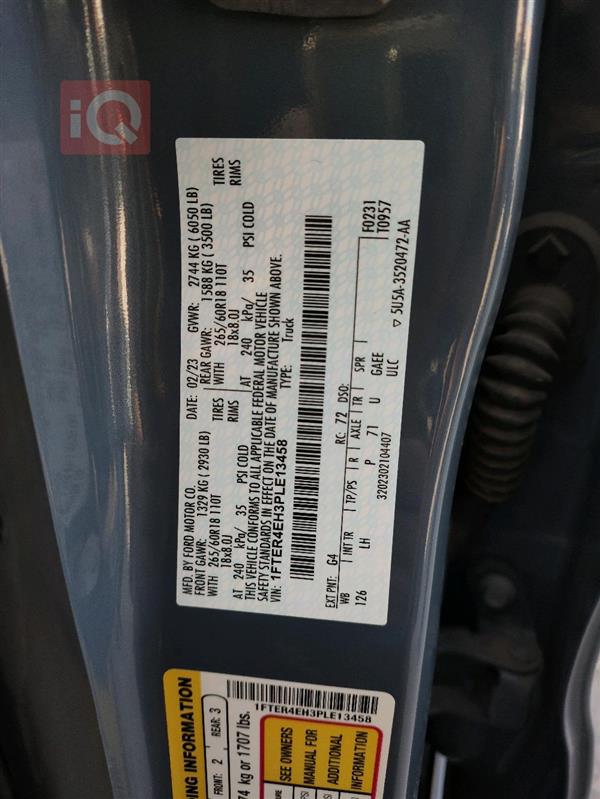 iQ
MFD. BY FORD MOTOR CO.
DATE: 02/23 GVWR: 2744 KG ( 6050 LB)
FRONT GAWR: 1329 KG ( 2930 LB) REAR GAWR: 1588 KG ( 3500 LB)
WITH 265/60R18 110T TIRES WITH 265/60R18 110T TIRES
18x8.0J RIMS 18x8.0J RIMS
AT 240 kPa/ 35 PSI COLD AT 240 kPa/ 35 PSI COLD
THIS VEHICLE CONFORMS TO ALL APPLICABLE FEDERAL MOTOR VEHICLE
SAFETY STANDARDS IN EFFECT ON THE DATE OF MANUFACTURE SHOWN ABOVE.
VIN: 1FTER4EH3PLE13458 TYPE: Truck
F0231
T0957
EXT PNT: G4 RC: 72 DSO:
WB INT TR TP/PS R AXLE TR SPR
126 LH P 71 U GAEE
3202302104407 ULC
▽ 5U5A-3520472-AA
1FTER4EH3PLE13458
ING INFORMATION
FRONT: 2 REAR: 3
74 kg or 1707 lbs.
SEE OWNERS
MANUAL FOR
ADDITIONAL
INFORMATION